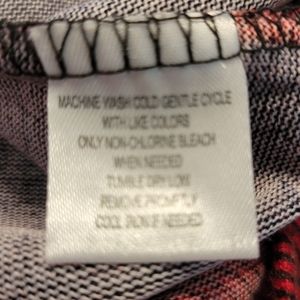 MACHINE WASH COLD GENTLE CYCLE
WITH LIKE COLORS
ONLY NON-CHLORINE BLEACH
WHEN NEEDED
TUMBLE DRY LOW
REMOVE PROMPTLY
COOL IRON IF NEEDED